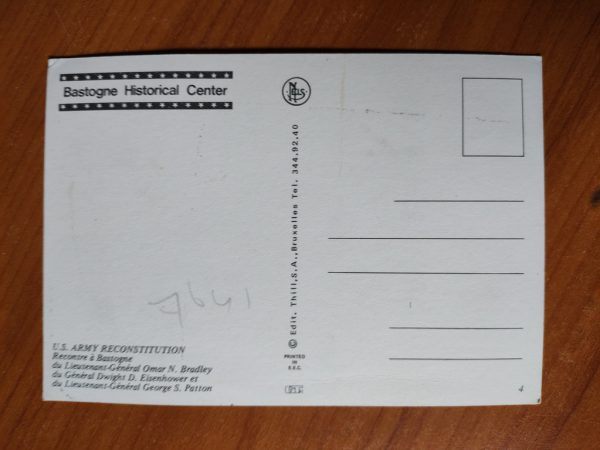 Bastogne Historical Center
© Edit. Thill, S.A., Bruxelles Tel. 344.92.40
PRINTED
IN
E.E.C.
7641
U.S. ARMY RECONSTITUTION
Rencontre à Bastogne
du Lieutenant-Général Omar N. Bradley
du Général Dwight D. Eisenhower et
du Lieutenant-Général George S. Patton
4